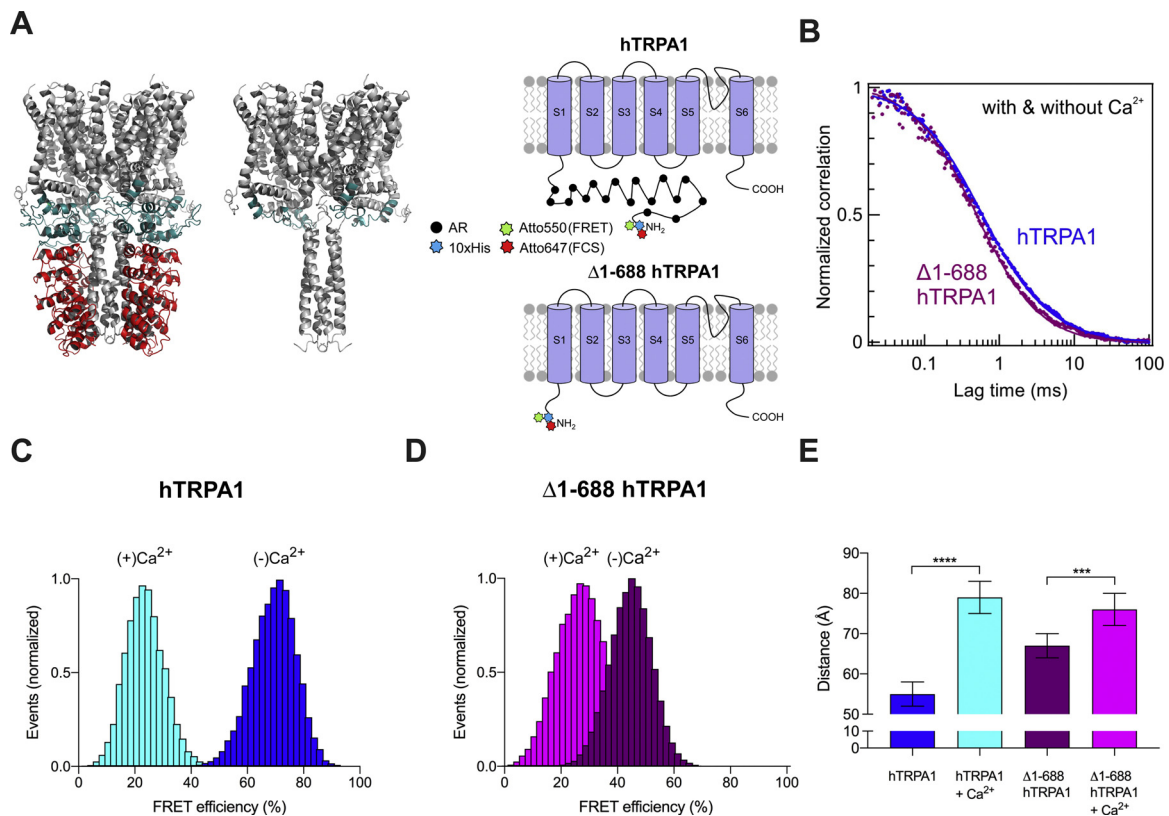 A
hTRPA1
S1 S2 S3 S4 S5 S6
COOH
NH₂
AR
Atto550(FRET)
10xHis
Atto647(FCS)
Δ1-688 hTRPA1
S1 S2 S3 S4 S5 S6
NH₂
COOH
B
with & without Ca²⁺
hTRPA1
Δ1-688
hTRPA1
Normalized correlation
1
0.5
0
0.1 1 10 100
Lag time (ms)
C
hTRPA1
(+)Ca²⁺ (-)Ca²⁺
Events (normalized)
1.0
0.5
0.0
0 20 40 60 80 100
FRET efficiency (%)
D
Δ1-688 hTRPA1
(+)Ca²⁺ (-)Ca²⁺
Events (normalized)
1.0
0.5
0.0
0 20 40 60 80 100
FRET efficiency (%)
E
Distance (Å)
90
80
70
60
50
10
0
**** ***
hTRPA1
hTRPA1
+ Ca²⁺
Δ1-688
hTRPA1
Δ1-688
hTRPA1
+ Ca²⁺